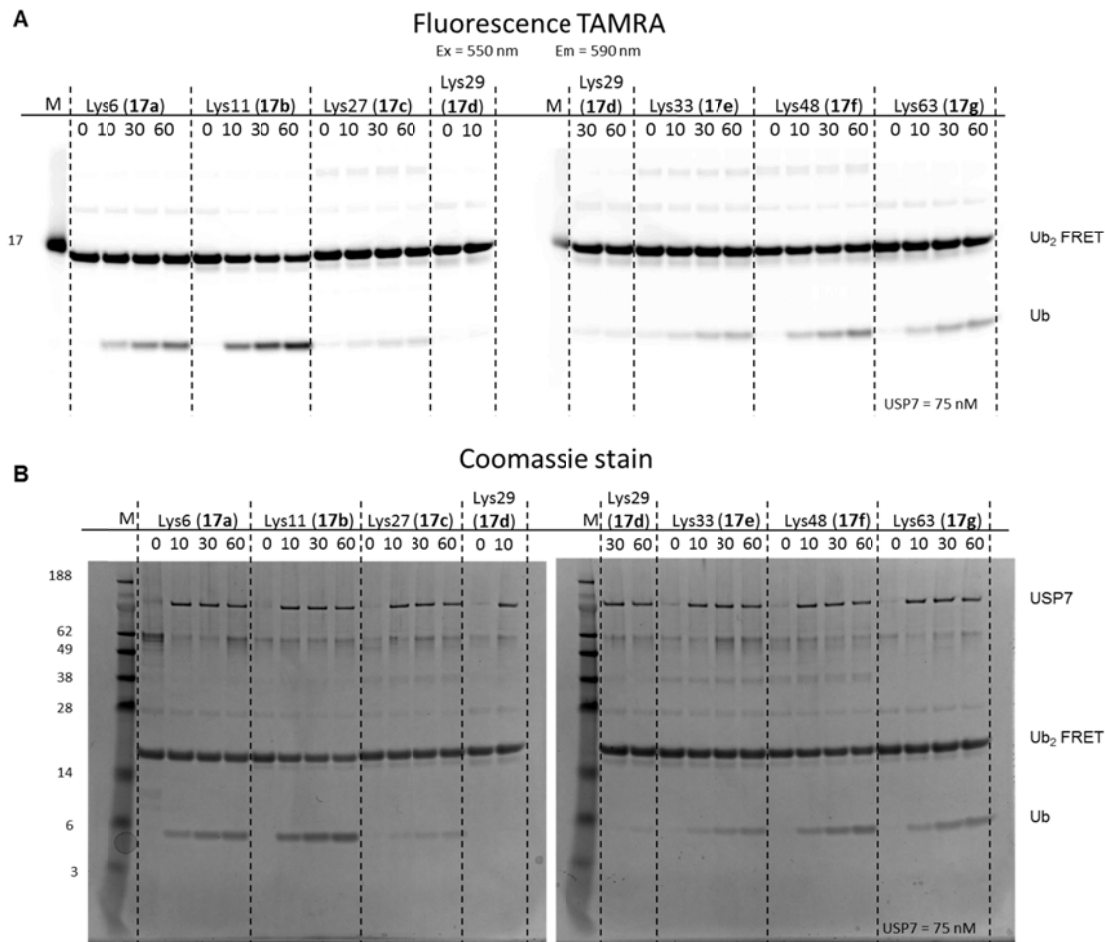 A
Fluorescence TAMRA
Ex = 550 nm Em = 590 nm
Lys29 Lys29
M Lys6 (17a) Lys11 (17b) Lys27 (17c) (17d) M (17d) Lys33 (17e) Lys48 (17f) Lys63 (17g)
0 10 30 60 0 10 30 60 0 10 30 60 0 10 30 60 0 10 30 60 0 10 30 60 0 10 30 60
17 Ub2 FRET
Ub
USP7 = 75 nM
B
Coomassie stain
Lys29 Lys29
M Lys6 (17a) Lys11 (17b) Lys27 (17c) (17d) M (17d) Lys33 (17e) Lys48 (17f) Lys63 (17g)
0 10 30 60 0 10 30 60 0 10 30 60 0 10 30 60 0 10 30 60 0 10 30 60 0 10 30 60
188
USP7
62
49
38
28
Ub2 FRET
14
6
Ub
3
USP7 = 75 nM